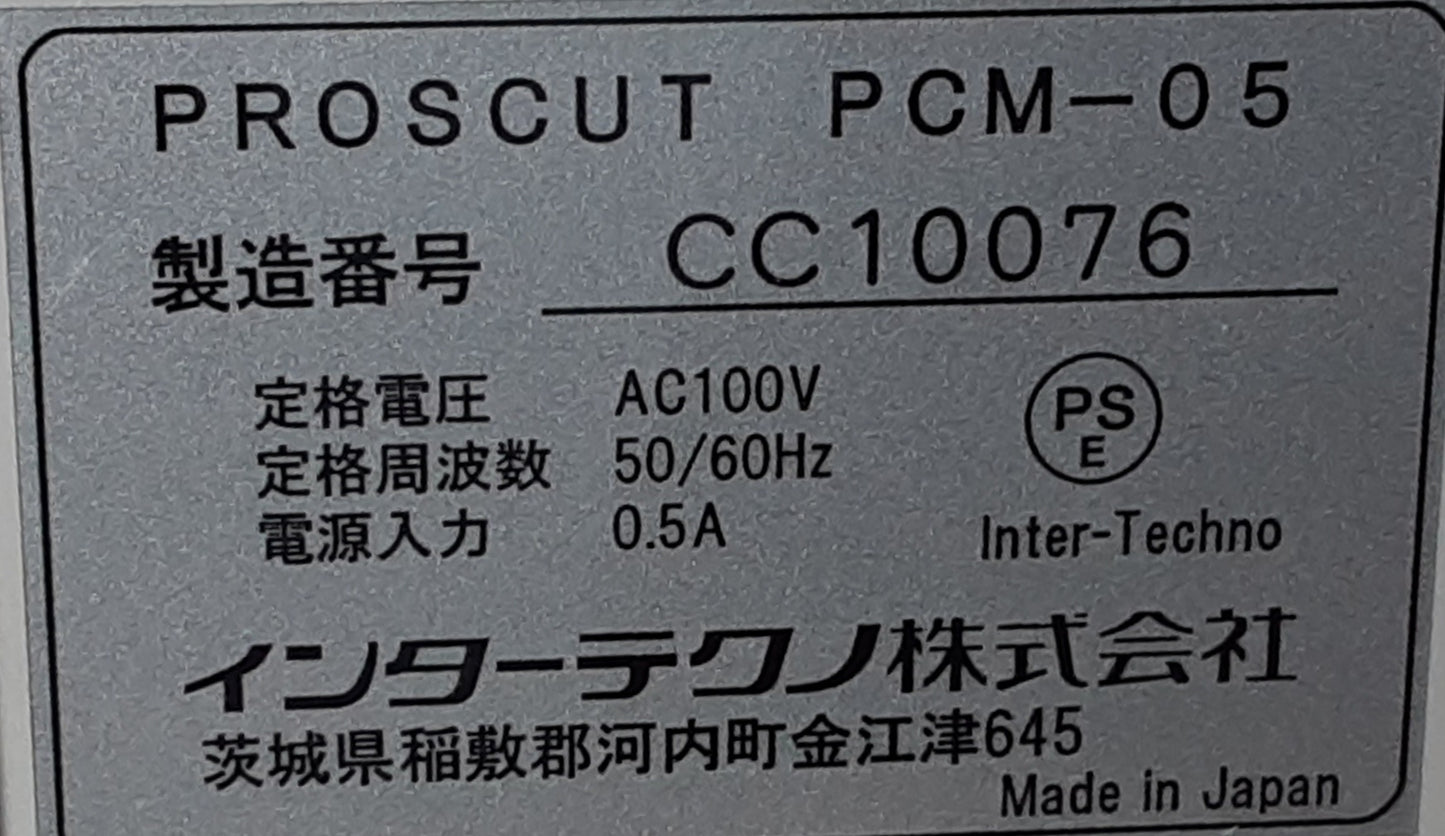 PROSCUT PCM-05
製造番号 CC10076
定格電圧 AC100V
定格周波数 50/60Hz
電源入力 0.5A
PS
E
Inter-Techno
インターテクノ株式会社
茨城県稲敷郡河内町金江津645
Made in Japan